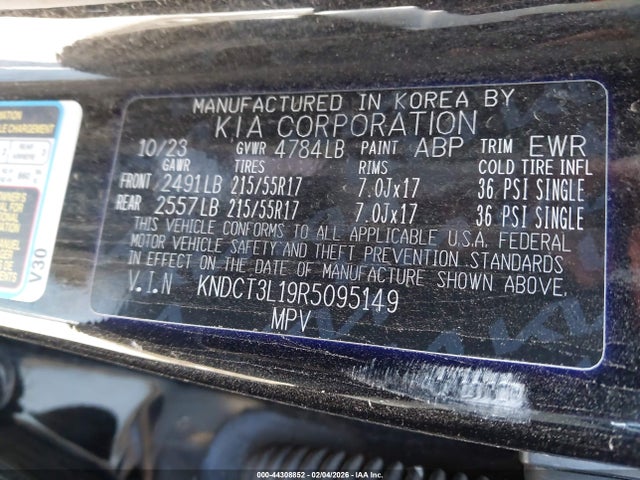 MANUFACTURED IN KOREA BY
KIA CORPORATION
10/23 GVWR 4784LB PAINT ABP TRIM EWR
GAWR TIRES RIMS COLD TIRE INFL
FRONT 2491LB 215/55R17 7.0Jx17 36 PSI SINGLE
REAR 2557LB 215/55R17 7.0Jx17 36 PSI SINGLE
THIS VEHICLE CONFORMS TO ALL APPLICABLE U.S.A. FEDERAL
MOTOR VEHICLE SAFETY AND THEFT PREVENTION STANDARDS
IN EFFECT ON THE DATE OF MANUFACTURE SHOWN ABOVE.
V.I.N KNDCT3L19R5095149
MPV
V30
000-44308852 | 02/04/2026 - IAA Inc.